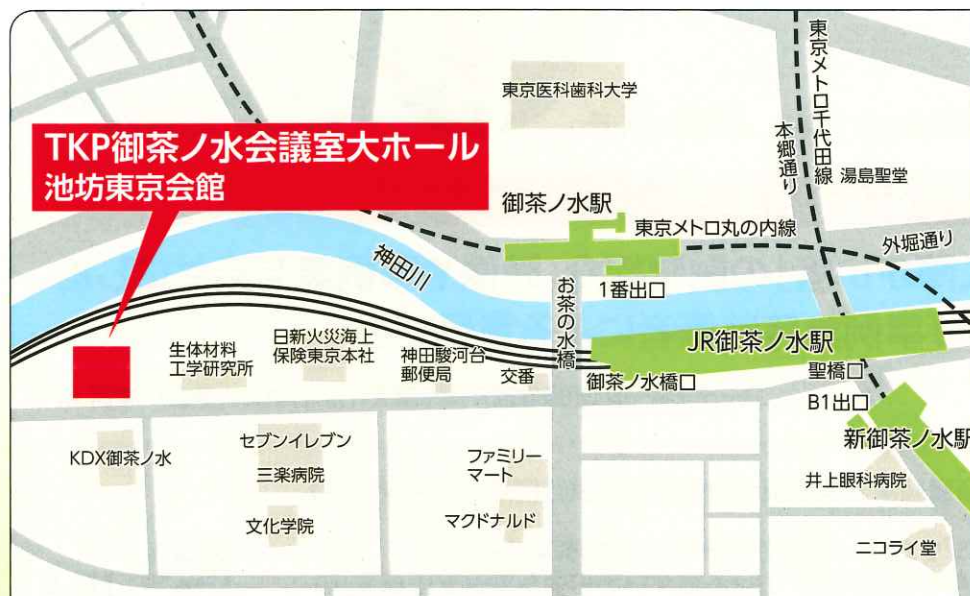 東京医科歯科大学
東京メトロ千代田線
本郷通り
湯島聖堂
TKP御茶ノ水会議室大ホール
池坊東京会館
御茶ノ水駅
東京メトロ丸の内線
外堀通り
神田川
1番出口
お茶の水橋
JR御茶ノ水駅
生体材料
工学研究所
日新火災海上
保険東京本社
神田駿河台
郵便局
交番
御茶ノ水橋口
聖橋口
B1出口
新御茶ノ水駅
KDX御茶ノ水
セブンイレブン
三楽病院
ファミリー
マート
井上眼科病院
文化学院
マクドナルド
ニコライ堂